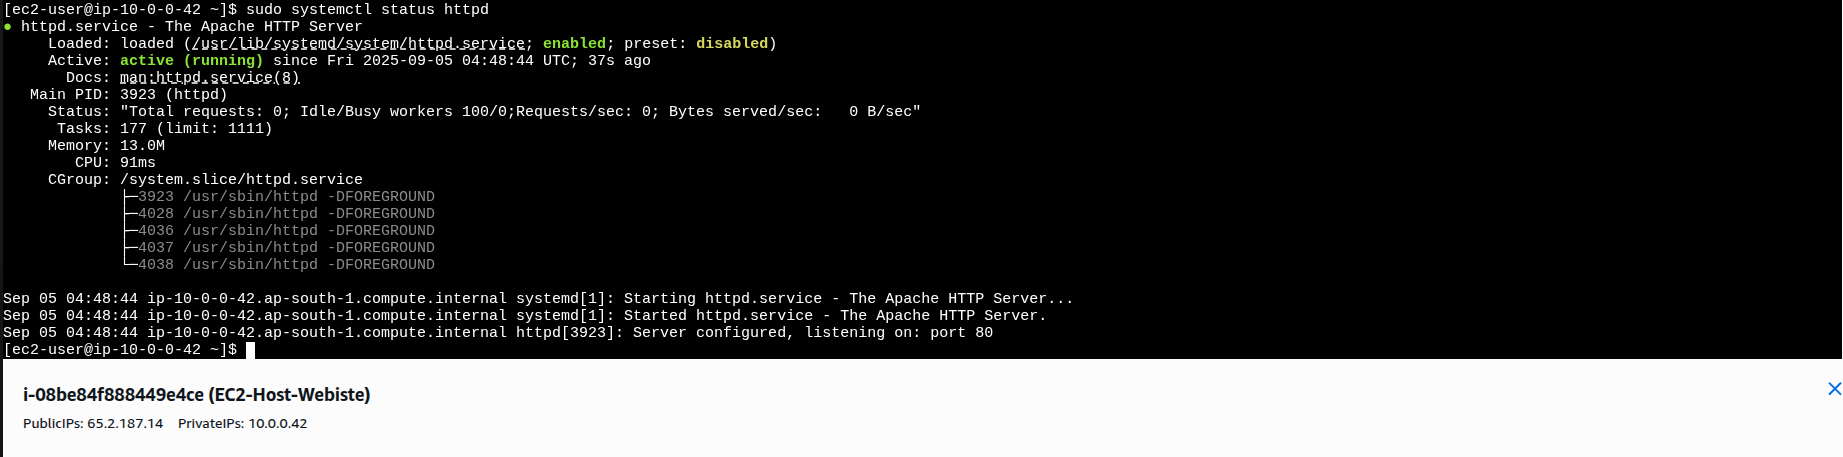 [ec2-user@ip-10-0-0-42 ~]$ sudo systemctl status httpd
● httpd.service - The Apache HTTP Server
     Loaded: loaded (/usr/lib/systemd/system/httpd.service; enabled; preset: disabled)
     Active: active (running) since Fri 2025-09-05 04:48:44 UTC; 37s ago
       Docs: man:httpd.service(8)
   Main PID: 3923 (httpd)
     Status: "Total requests: 0; Idle/Busy workers 100/0;Requests/sec: 0; Bytes served/sec:   0 B/sec"
      Tasks: 177 (limit: 1111)
     Memory: 13.0M
        CPU: 91ms
     CGroup: /system.slice/httpd.service
             ├─3923 /usr/sbin/httpd -DFOREGROUND
             ├─4028 /usr/sbin/httpd -DFOREGROUND
             ├─4036 /usr/sbin/httpd -DFOREGROUND
             ├─4037 /usr/sbin/httpd -DFOREGROUND
             └─4038 /usr/sbin/httpd -DFOREGROUND
Sep 05 04:48:44 ip-10-0-0-42.ap-south-1.compute.internal systemd[1]: Starting httpd.service - The Apache HTTP Server...
Sep 05 04:48:44 ip-10-0-0-42.ap-south-1.compute.internal systemd[1]: Started httpd.service - The Apache HTTP Server.
Sep 05 04:48:44 ip-10-0-0-42.ap-south-1.compute.internal httpd[3923]: Server configured, listening on: port 80
[ec2-user@ip-10-0-0-42 ~]$
i-08be84f888449e4ce (EC2-Host-Webiste)
PublicIPs: 65.2.187.14 PrivateIPs: 10.0.0.42